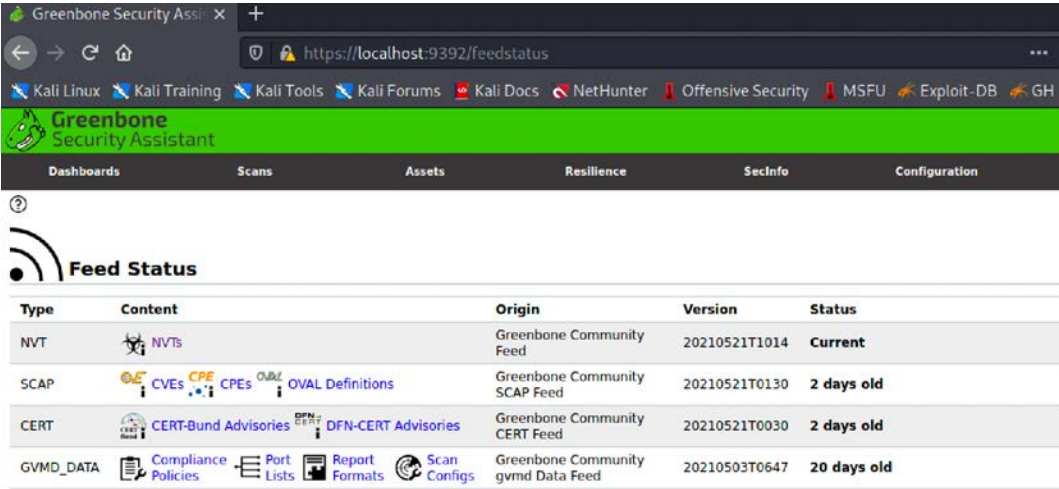 Greenbone Security Assis
https://localhost:9392/feedstatus
Kali Linux Kali Training Kali Tools Kali Forums Kali Docs NetHunter Offensive Security MSFU Exploit-DB GH
Greenbone
Security Assistant
Dashboards Scans Assets Resilience SecInfo Configuration
Feed Status
Type Content Origin Version Status
NVT NVTs Greenbone Community Feed 20210521T1014 Current
SCAP CVEs CPE CPEs OVAL OVAL Definitions Greenbone Community SCAP Feed 20210521T0130 2 days old
CERT CERT-Bund Advisories DFN-CERT DFN-CERT Advisories Greenbone Community CERT Feed 20210521T0030 2 days old
GVMD_DATA Compliance Policies Port Lists Report Formats Scan Configs Greenbone Community gvmd Data Feed 20210503T0647 20 days old